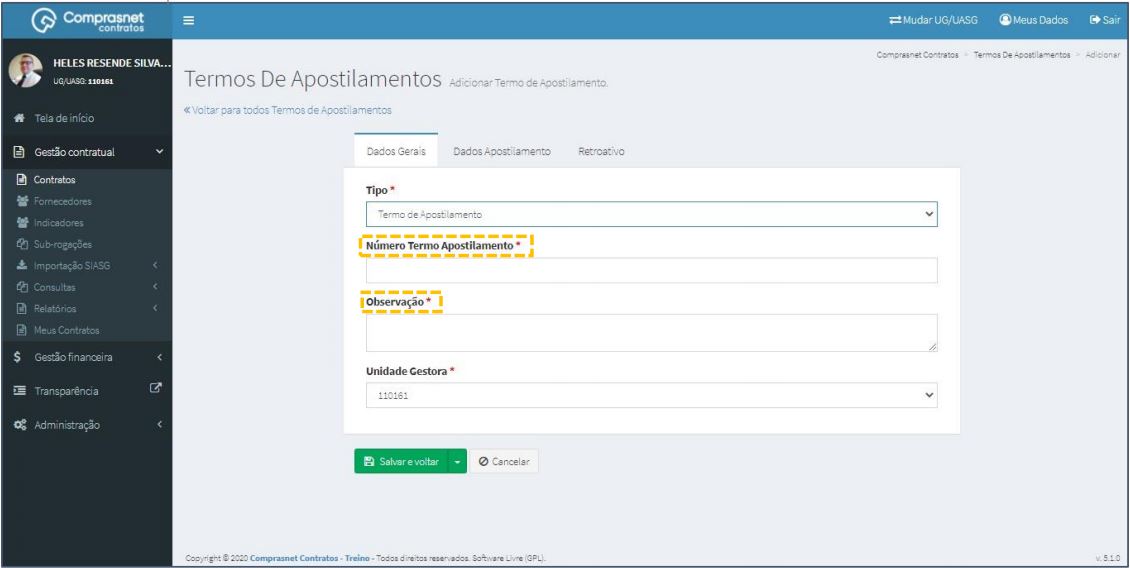 Comprasnet
contratos
Mudar UG/UASG
Meus Dados
Sair
HELES RESENDE SILVA...
UG/UASG: 110161
Comprasnet Contratos > Termos De Apostilamentos > Adicionar
Termos De Apostilamentos Adicionar Termo de Apostilamento.
« Voltar para todos Termos de Apostilamentos
Tela de início
Gestão contratual
Contratos
Fornecedores
Indicadores
Sub-rogações
Importação SIASG
Consultas
Relatórios
Meus Contratos
Gestão financeira
Transparência
Administração
Dados Gerais
Dados Apostilamento
Retroativo
Tipo *
Termo de Apostilamento
Número Termo Apostilamento *
Observação *
Unidade Gestora *
110161
Salvar e voltar
Cancelar
Copyright © 2020 Comprasnet Contratos - Treino - Todos direitos reservados. Software Livre (GPL).
v. 5.1.0